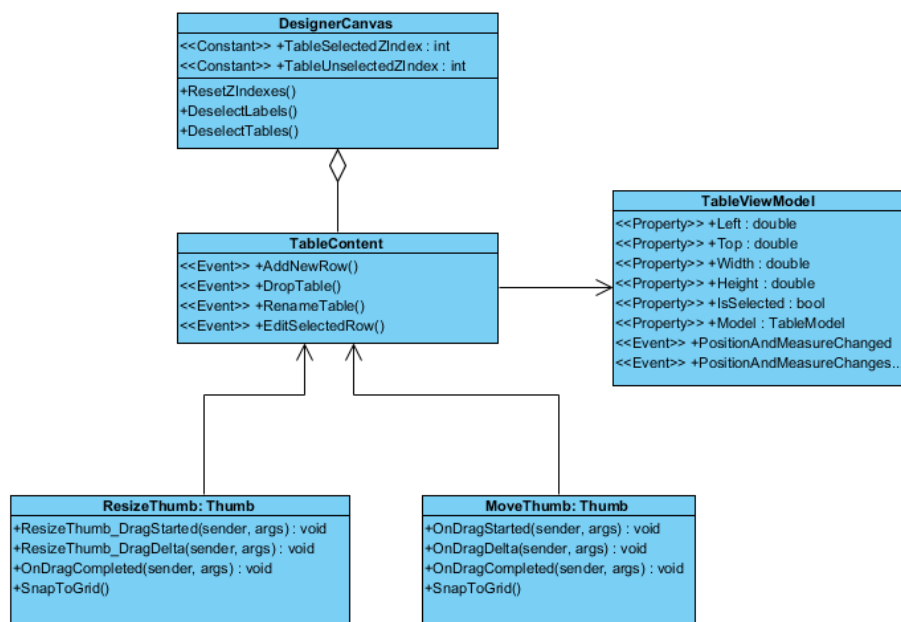 DesignerCanvas
<<Constant>> +TableSelectedZIndex : int
<<Constant>> +TableUnselectedZIndex : int
+ResetZIndexes()
+DeselectLabels()
+DeselectTables()
TableContent
<<Event>> +AddNewRow()
<<Event>> +DropTable()
<<Event>> +RenameTable()
<<Event>> +EditSelectedRow()
TableViewModel
<<Property>> +Left : double
<<Property>> +Top : double
<<Property>> +Width : double
<<Property>> +Height : double
<<Property>> +IsSelected : bool
<<Property>> +Model : TableModel
<<Event>> +PositionAndMeasureChanged
<<Event>> +PositionAndMeasureChanges...
ResizeThumb: Thumb
+ResizeThumb_DragStarted(sender, args) : void
+ResizeThumb_DragDelta(sender, args) : void
+OnDragCompleted(sender, args) : void
+SnapToGrid()
MoveThumb: Thumb
+OnDragStarted(sender, args) : void
+OnDragDelta(sender, args) : void
+OnDragCompleted(sender, args) : void
+SnapToGrid()